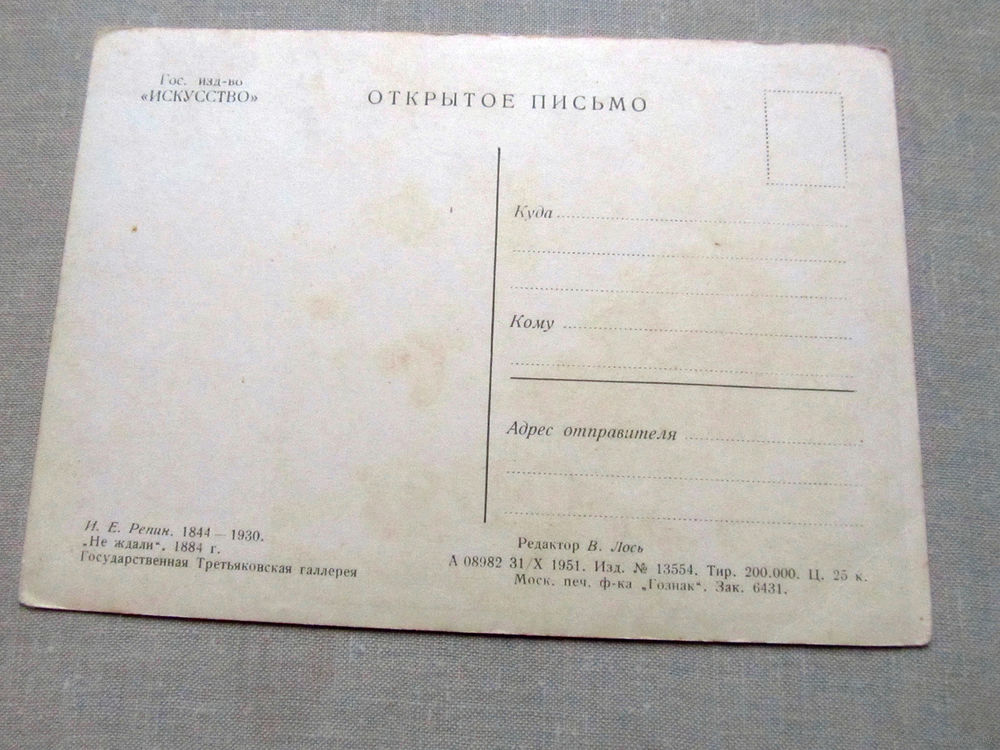 Гос. изд-во
«ИСКУССТВО»
ОТКРЫТОЕ ПИСЬМО
Куда
Кому
Адрес отправителя
И. Е. Репин. 1844 — 1930.
„Не ждали“. 1884 г.
Государственная Третьяковская галлерея
Редактор В. Лось
А 08982 31/X 1951. Изд. № 13554. Тир. 200.000. Ц. 25 к.
Моск. печ. ф-ка „Гознак“. Зак. 6431.